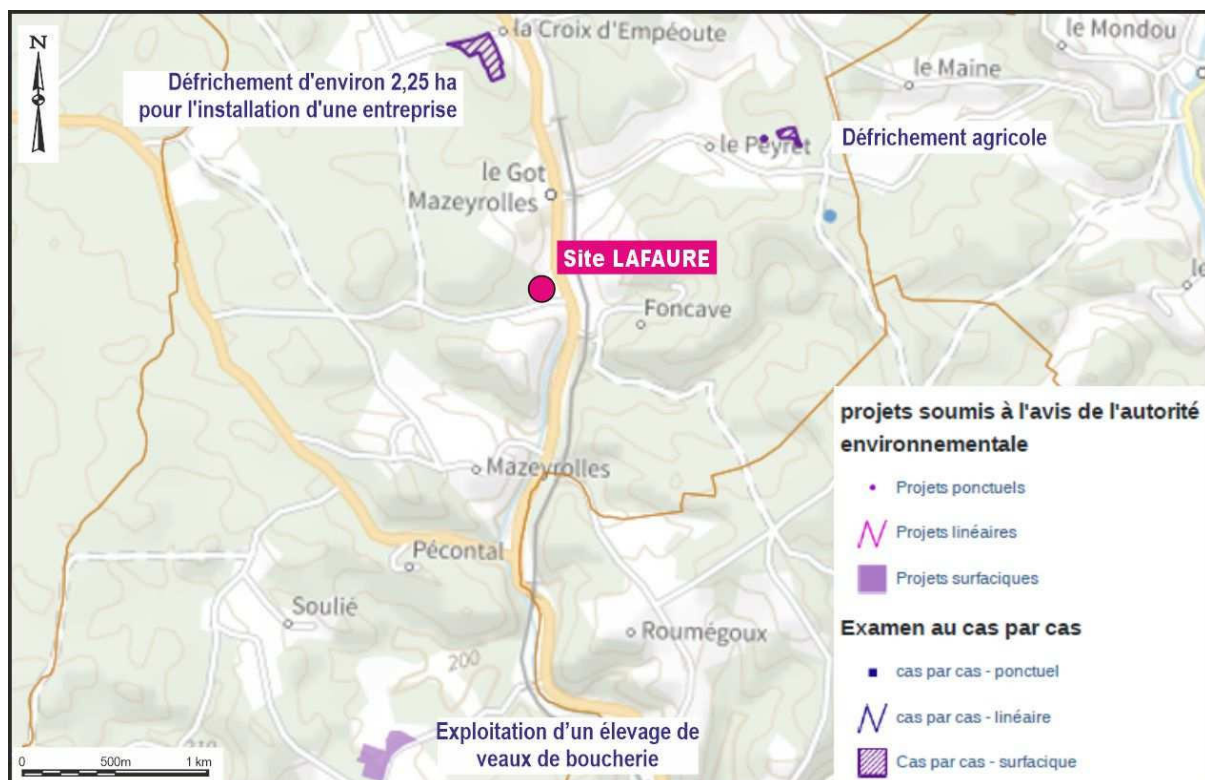 N
la Croix d'Empéoute
le Mondou
Défrichement d'environ 2,25 ha
pour l'installation d'une entreprise
le Maine
le Peyret
Défrichement agricole
le Got
Mazeyrolles
Site LAFAURE
le
Foncave
projets soumis à l'avis de l'autorité
environnementale
Projets ponctuels
Projets linéaires
Projets surfaciques
Mazeyrolles
Pécontal
Soulié
Roumégoux
200
Examen au cas par cas
cas par cas - ponctuel
cas par cas - linéaire
Cas par cas - surfacique
Exploitation d'un élevage de
veaux de boucherie
0 500m 1 km